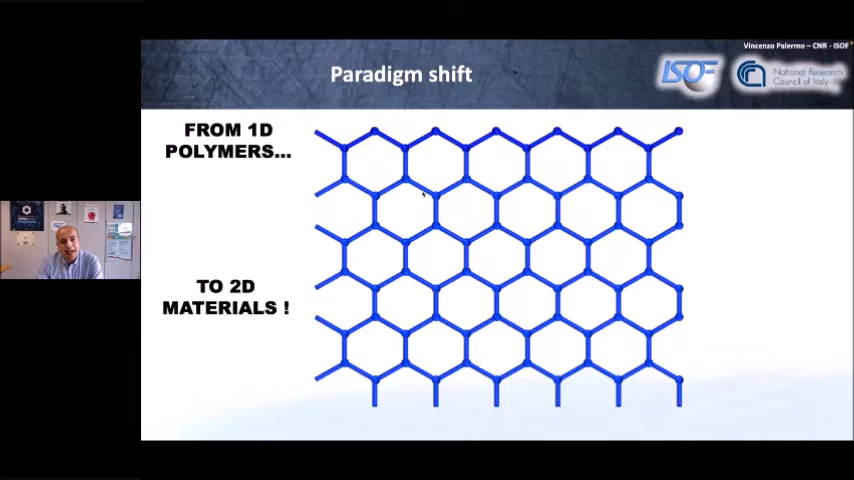 Vincenzo Palermo – CNR - ISOF
Paradigm shift
ISOF
National Research
Council of Italy
FROM 1D
POLYMERS...
TO 2D
MATERIALS !